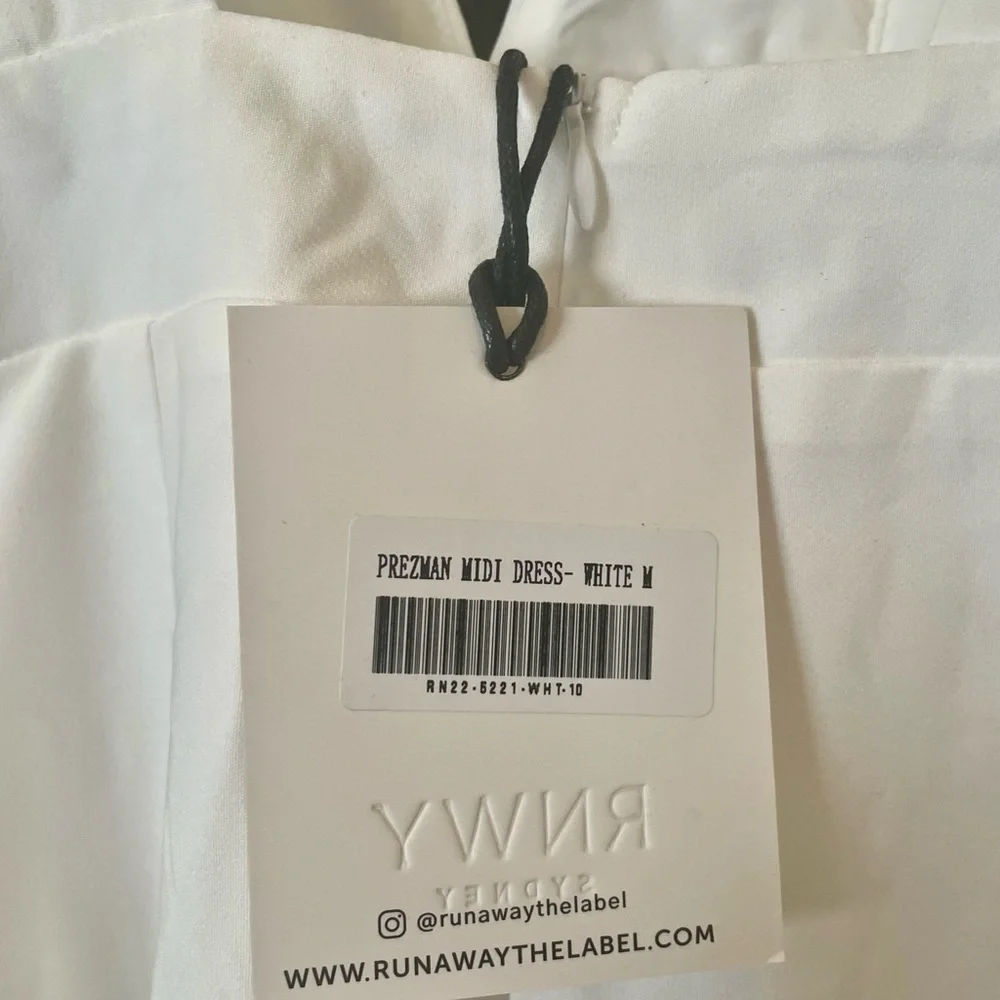 PREZMAN MIDI DRESS- WHITE M
RN22-5221-WHT-10
RNWY
SYDNEY
@runawaythelabel
WWW.RUNAWAYTHELABEL.COM